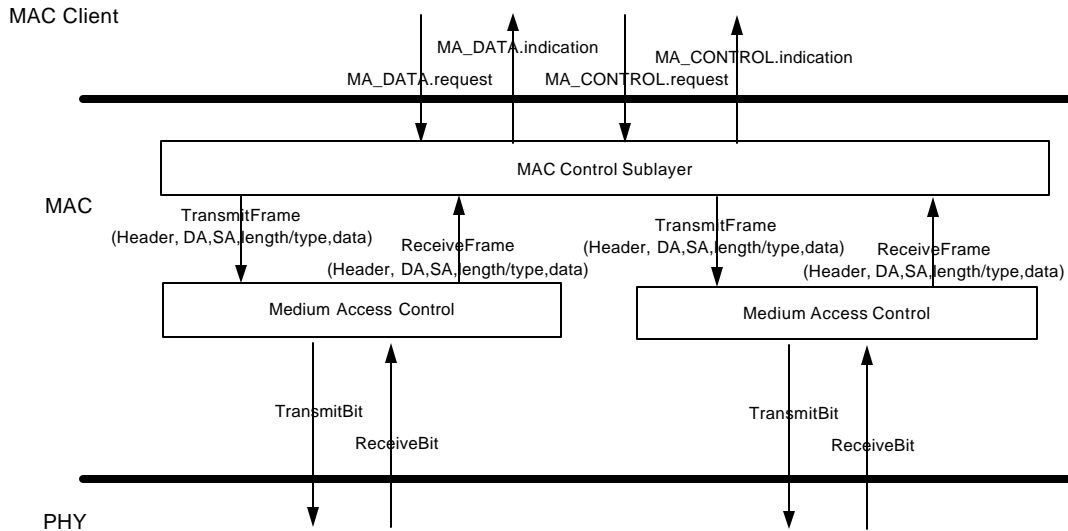 MAC Client
MA_DATA.indication
MA_CONTROL.indication
MA_DATA.request
MA_CONTROL.request
MAC Control Sublayer
MAC
TransmitFrame
(Header, DA,SA,length/type,data)
ReceiveFrame
(Header, DA,SA,length/type,data)
TransmitFrame
(Header, DA,SA,length/type,data)
ReceiveFrame
(Header, DA,SA,length/type,data)
Medium Access Control
Medium Access Control
TransmitBit
ReceiveBit
TransmitBit
ReceiveBit
PHY